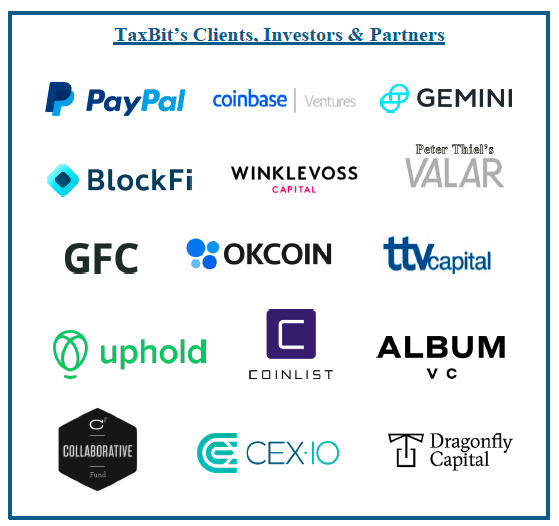 TaxBit's Clients, Investors & Partners
PayPal
coinbase | Ventures
GEMINI
BlockFi
WINKLEVOSS
CAPITAL
Peter Thiel's
VALAR
GFC
OKCOIN
ttvcapital
uphold
C
COINLIST
ALBUM
VC
CF
COLLABORATIVE
Fund
CEX·IO
Dragonfly
Capital